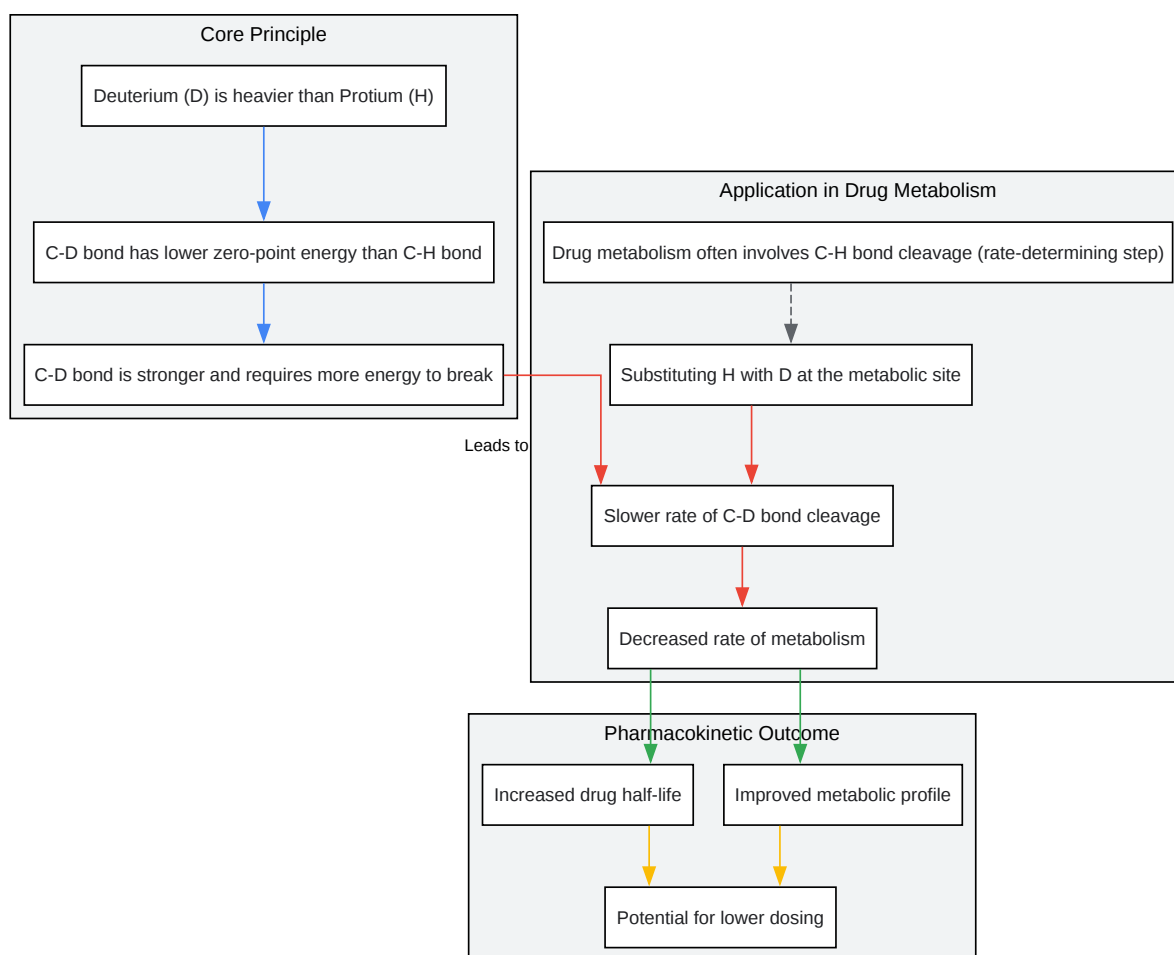 Core Principle
Deuterium (D) is heavier than Protium (H)
C-D bond has lower zero-point energy than C-H bond
C-D bond is stronger and requires more energy to break
Leads to
Application in Drug Metabolism
Drug metabolism often involves C-H bond cleavage (rate-determining step)
Substituting H with D at the metabolic site
Slower rate of C-D bond cleavage
Decreased rate of metabolism
Pharmacokinetic Outcome
Increased drug half-life
Improved metabolic profile
Potential for lower dosing